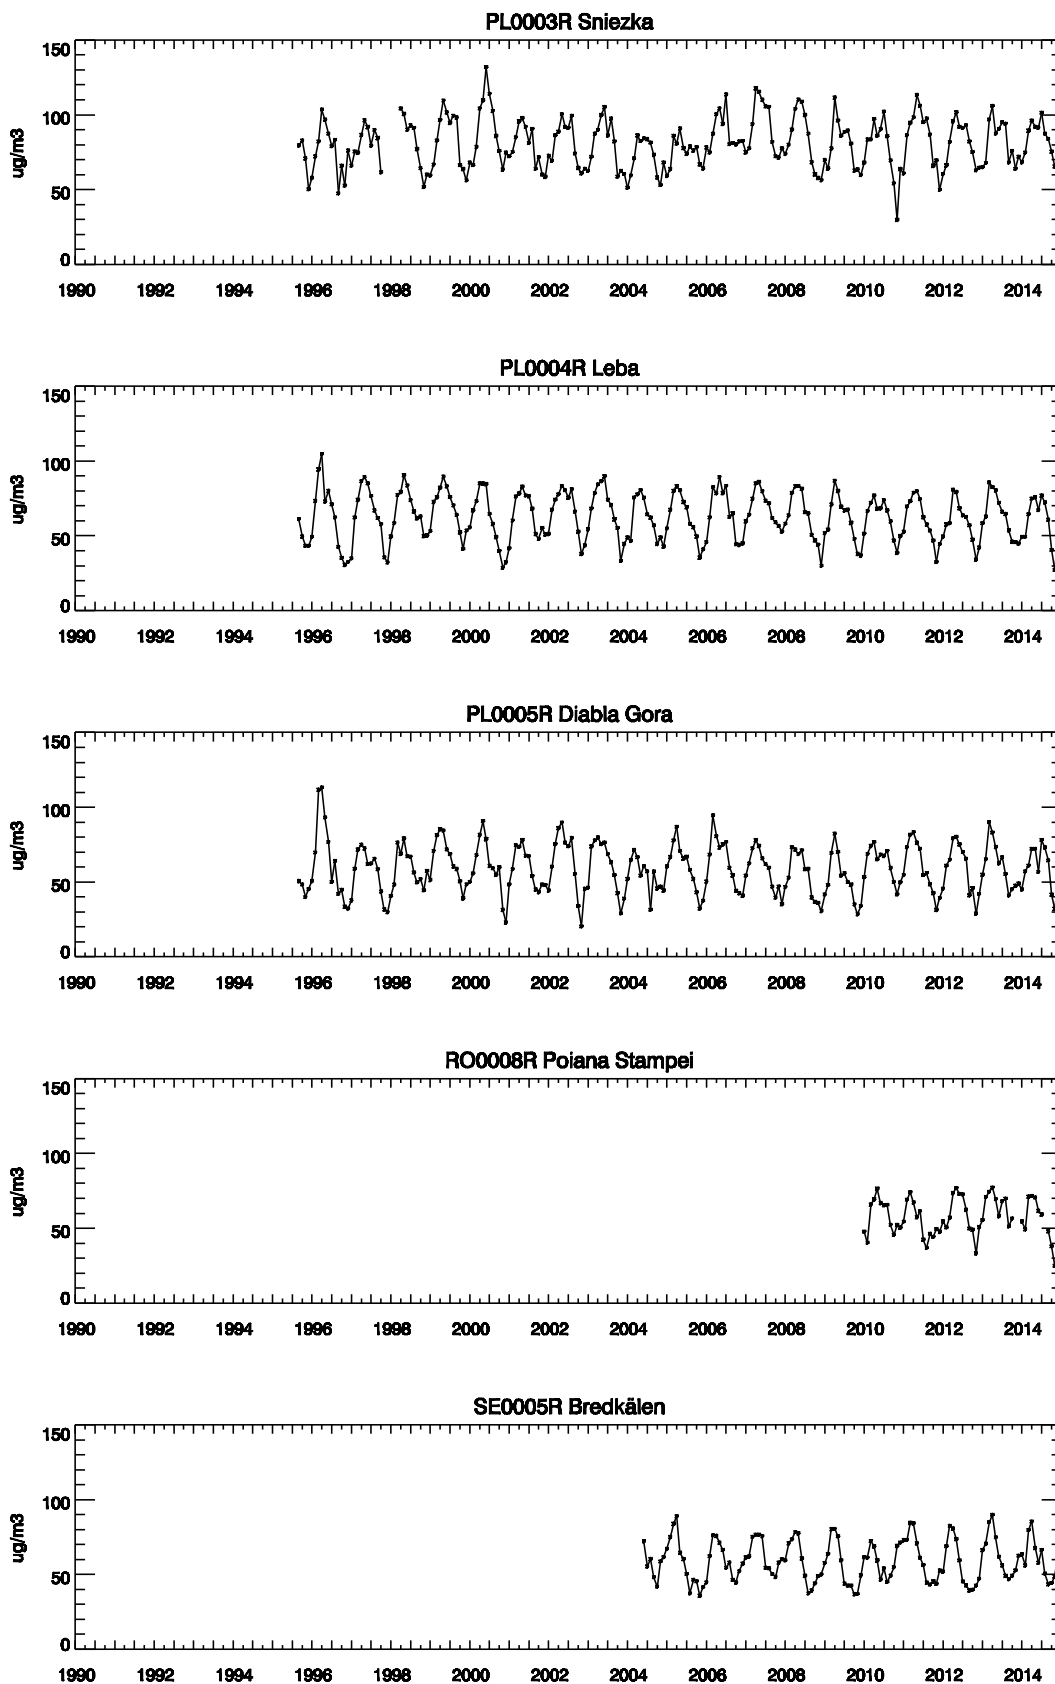 PL0003R Sniezka
150
100
50
0
ug/m3
1990 1992 1994 1996 1998 2000 2002 2004 2006 2008 2010 2012 2014
PL0004R Leba
150
100
50
0
ug/m3
1990 1992 1994 1996 1998 2000 2002 2004 2006 2008 2010 2012 2014
PL0005R Diabla Gora
150
100
50
0
ug/m3
1990 1992 1994 1996 1998 2000 2002 2004 2006 2008 2010 2012 2014
RO0008R Poiana Stampei
150
100
50
0
ug/m3
1990 1992 1994 1996 1998 2000 2002 2004 2006 2008 2010 2012 2014
SE0005R Bredkälen
150
100
50
0
ug/m3
1990 1992 1994 1996 1998 2000 2002 2004 2006 2008 2010 2012 2014